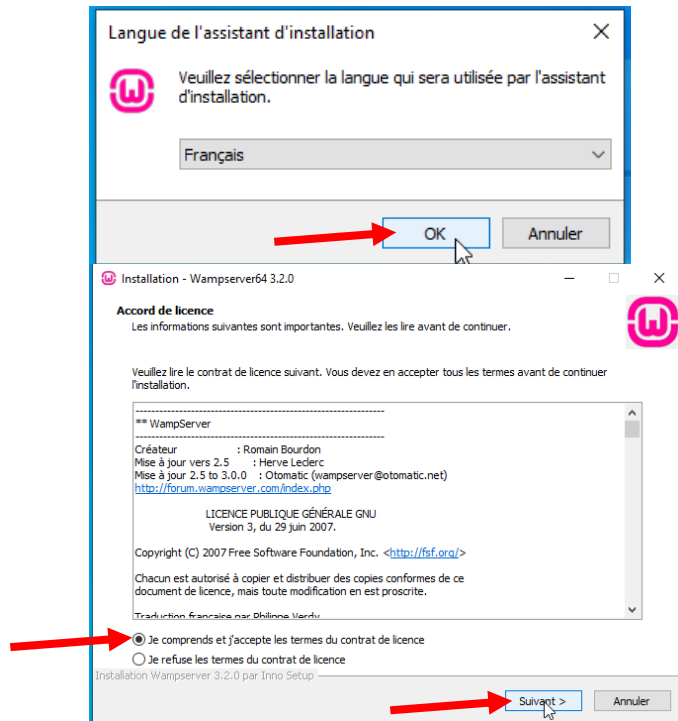 Langue de l'assistant d'installation
Veuillez sélectionner la langue qui sera utilisée par l'assistant
d'installation.
Français
OK
Annuler
Installation - Wampserver64 3.2.0
Accord de licence
Les informations suivantes sont importantes. Veuillez les lire avant de continuer.
Veuillez lire le contrat de licence suivant. Vous devez en accepter tous les termes avant de continuer
l'installation.
------------------------------------------------------------
** WampServer
------------------------------------------------------------
Créateur : Romain Bourdon
Mise à jour vers 2.5 : Herve Leclerc
Mise à jour 2.5 to 3.0.0 : Otomatic (wampserver@otomatic.net)
http://forum.wampserver.com/index.php
LICENCE PUBLIQUE GÉNÉRALE GNU
Version 3, du 29 juin 2007.
Copyright (C) 2007 Free Software Foundation, Inc. <http://fsf.org/>
Chacun est autorisé à copier et distribuer des copies conformes de ce
document de licence, mais toute modification en est proscrite.
Traduction française par Philippe Verdy
Je comprends et j'accepte les termes du contrat de licence
Je refuse les termes du contrat de licence
Installation Wampserver 3.2.0 par Inno Setup
Suivant >
Annuler